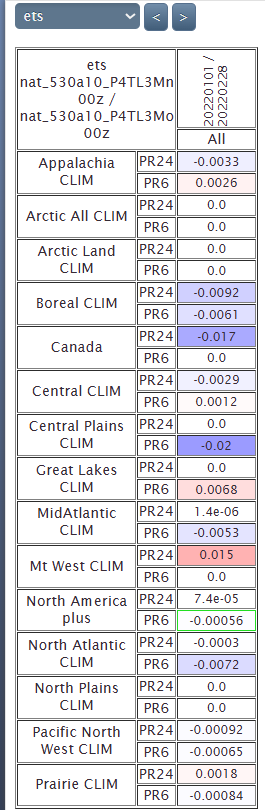 ets
<
>
ets
nat_530a10_P4TL3Mn
00z /
nat_530a10_P4TL3Mo
00z
20220101 /
20220228
All
Appalachia
CLIM
PR24
-0.0033
PR6
0.0026
Arctic All CLIM
PR24
0.0
PR6
0.0
Arctic Land
CLIM
PR24
0.0
PR6
0.0
Boreal CLIM
PR24
-0.0092
PR6
-0.0061
Canada
PR24
-0.017
PR6
0.0
Central CLIM
PR24
-0.0029
PR6
0.0012
Central Plains
CLIM
PR24
0.0
PR6
-0.02
Great Lakes
CLIM
PR24
0.0
PR6
0.0068
MidAtlantic
CLIM
PR24
1.4e-06
PR6
-0.0053
Mt West CLIM
PR24
0.015
PR6
0.0
North America
plus
PR24
7.4e-05
PR6
-0.00056
North Atlantic
CLIM
PR24
-0.0003
PR6
-0.0072
North Plains
CLIM
PR24
0.0
PR6
0.0
Pacific North
West CLIM
PR24
-0.00092
PR6
-0.00065
Prairie CLIM
PR24
0.0018
PR6
-0.00084